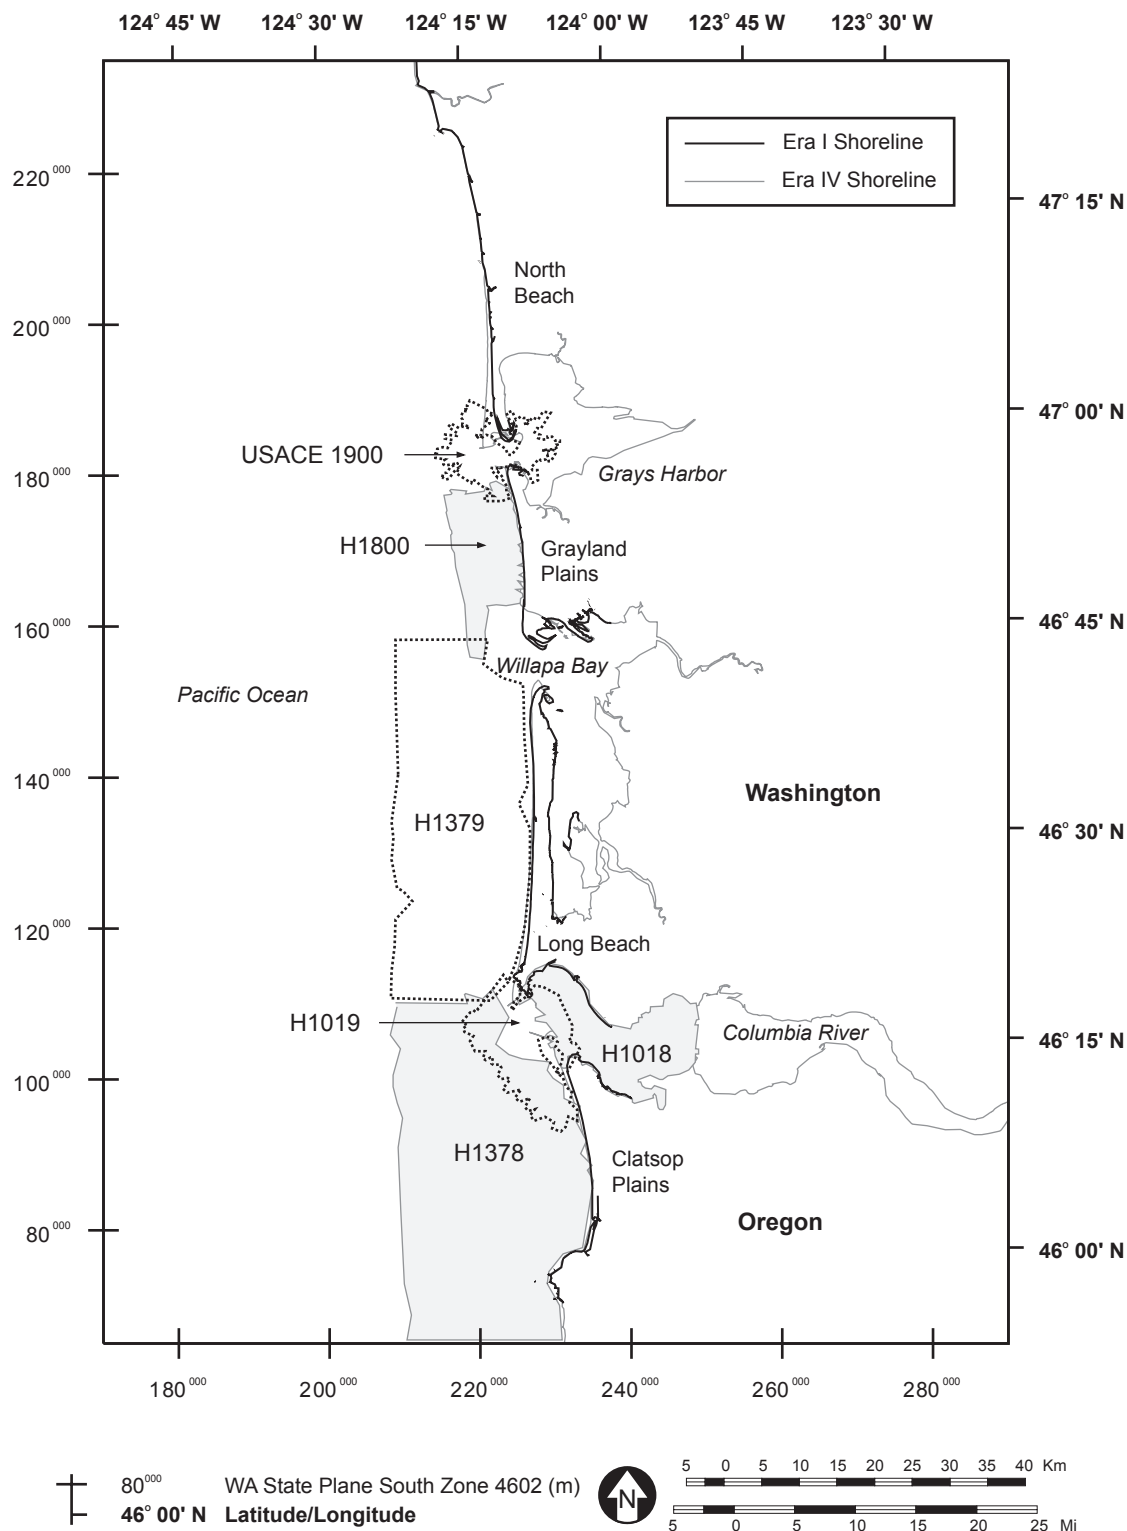 124° 45' W 124° 30' W 124° 15' W 124° 00' W 123° 45' W 123° 30' W
Era I Shoreline
Era IV Shoreline
220 000
47° 15' N
North
Beach
200 000
47° 00' N
USACE 1900
Grays Harbor
180 000
H1800
Grayland
Plains
160 000
46° 45' N
Willapa Bay
Pacific Ocean
140 000
Washington
H1379
46° 30' N
120 000
Long Beach
H1019
Columbia River
46° 15' N
H1018
100 000
H1378
Clatsop
Plains
Oregon
80 000
46° 00' N
180 000 200 000 220 000 240 000 260 000 280 000
5 0 5 10 15 20 25 30 35 40 Km
80 000 WA State Plane South Zone 4602 (m)
N
46° 00' N Latitude/Longitude
5 0 5 10 15 20 25 Mi